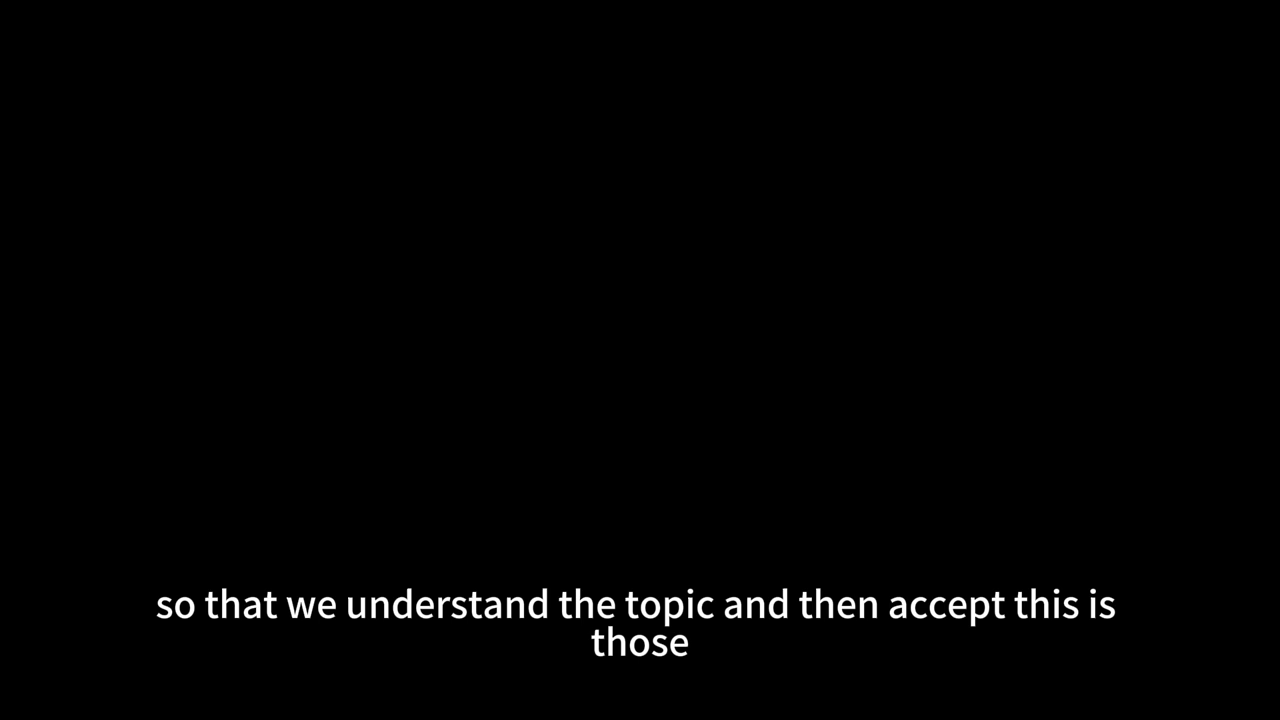 so that we understand the topic and then accept this is
those